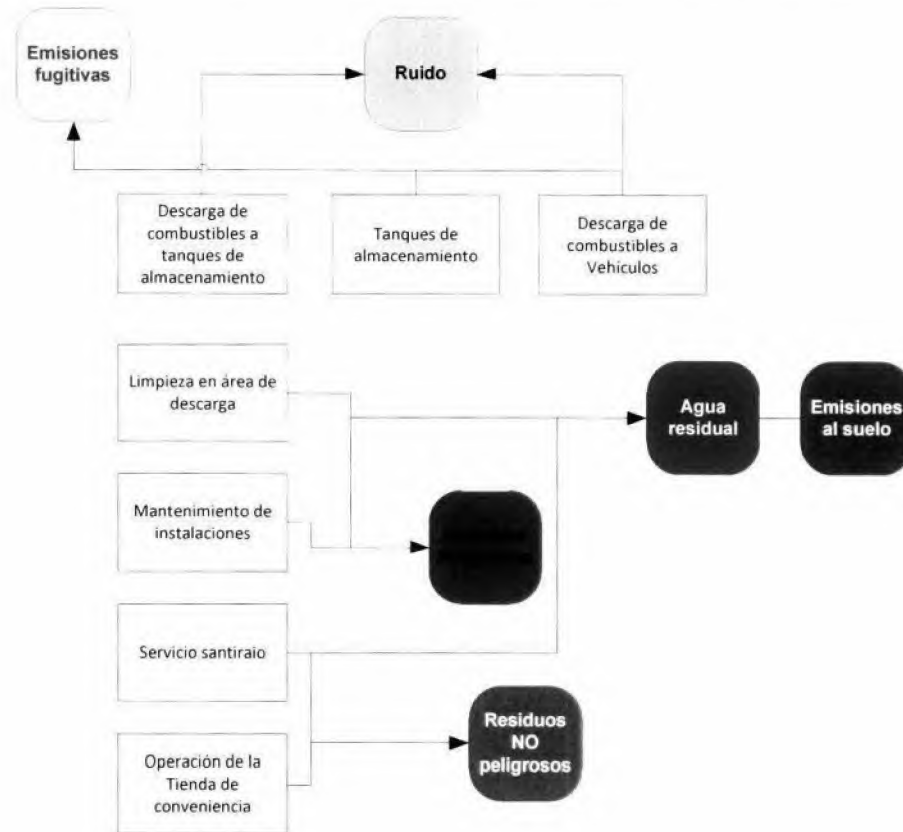 Emisiones
fugitivas
Ruido
Descarga de
combustibles a
tanques de
almacenamiento
Tanques de
almacenamiento
Descarga de
combustibles a
Vehículos
Limpieza en área de
descarga
Agua
residual
Emisiones
al suelo
Mantenimiento de
instalaciones
Servicio santiraio
Residuos
NO
peligrosos
Operación de la
Tienda de
conveniencia